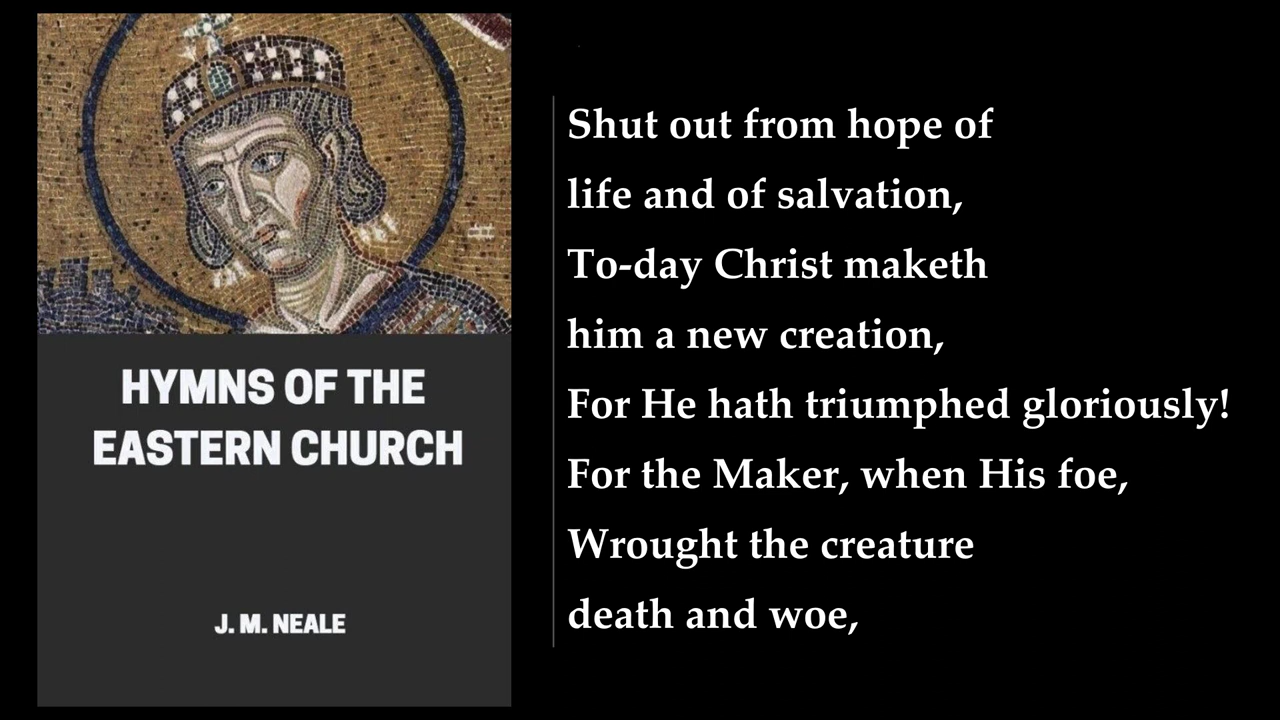 HYMNS OF THE
EASTERN CHURCH
J. M. NEALE
Shut out from hope of
life and of salvation,
To-day Christ maketh
him a new creation,
For He hath triumphed gloriously!
For the Maker, when His foe,
Wrought the creature
death and woe,